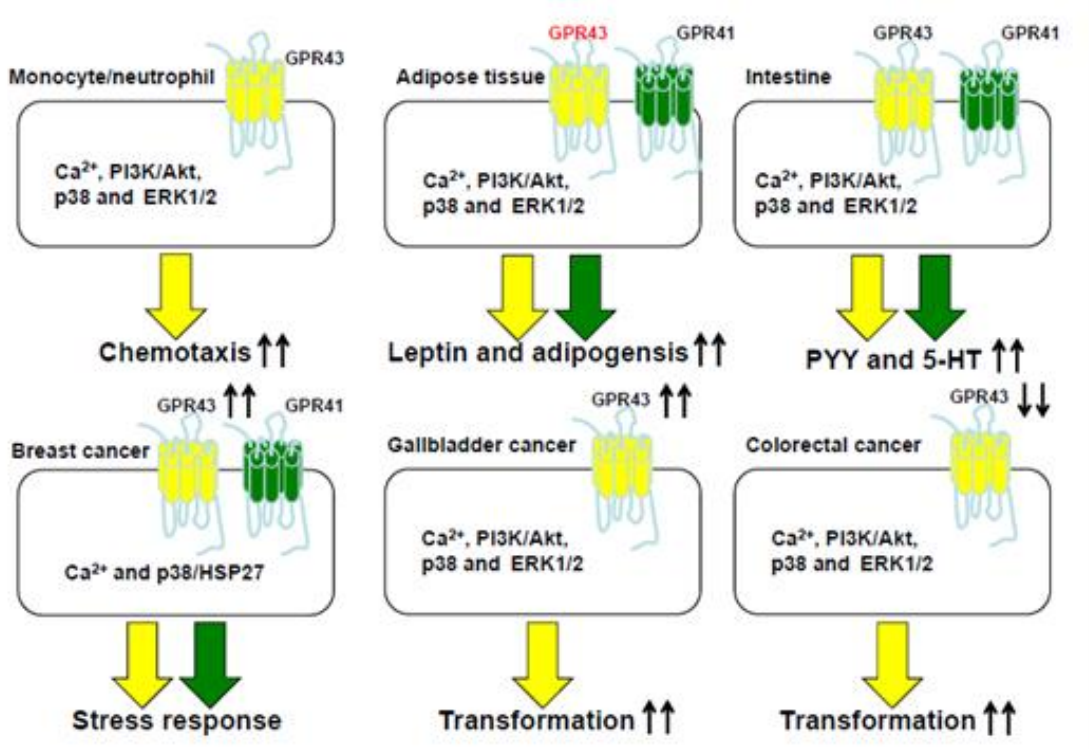 GPR43
Monocyte/neutrophil
Ca²⁺, PI3K/Akt,
p38 and ERK1/2
Chemotaxis ↑↑
GPR43 GPR41
Adipose tissue
Ca²⁺, PI3K/Akt,
p38 and ERK1/2
Leptin and adipogensis ↑↑
GPR43 GPR41
Intestine
Ca²⁺, PI3K/Akt,
p38 and ERK1/2
PYY and 5-HT ↑↑
GPR43 ↑↑ GPR41
Breast cancer
Ca²⁺ and p38/HSP27
Stress response
GPR43 ↑↑
Gallbladder cancer
Ca²⁺, PI3K/Akt,
p38 and ERK1/2
Transformation ↑↑
GPR43 ↓↓
Colorectal cancer
Ca²⁺, PI3K/Akt,
p38 and ERK1/2
Transformation ↑↑